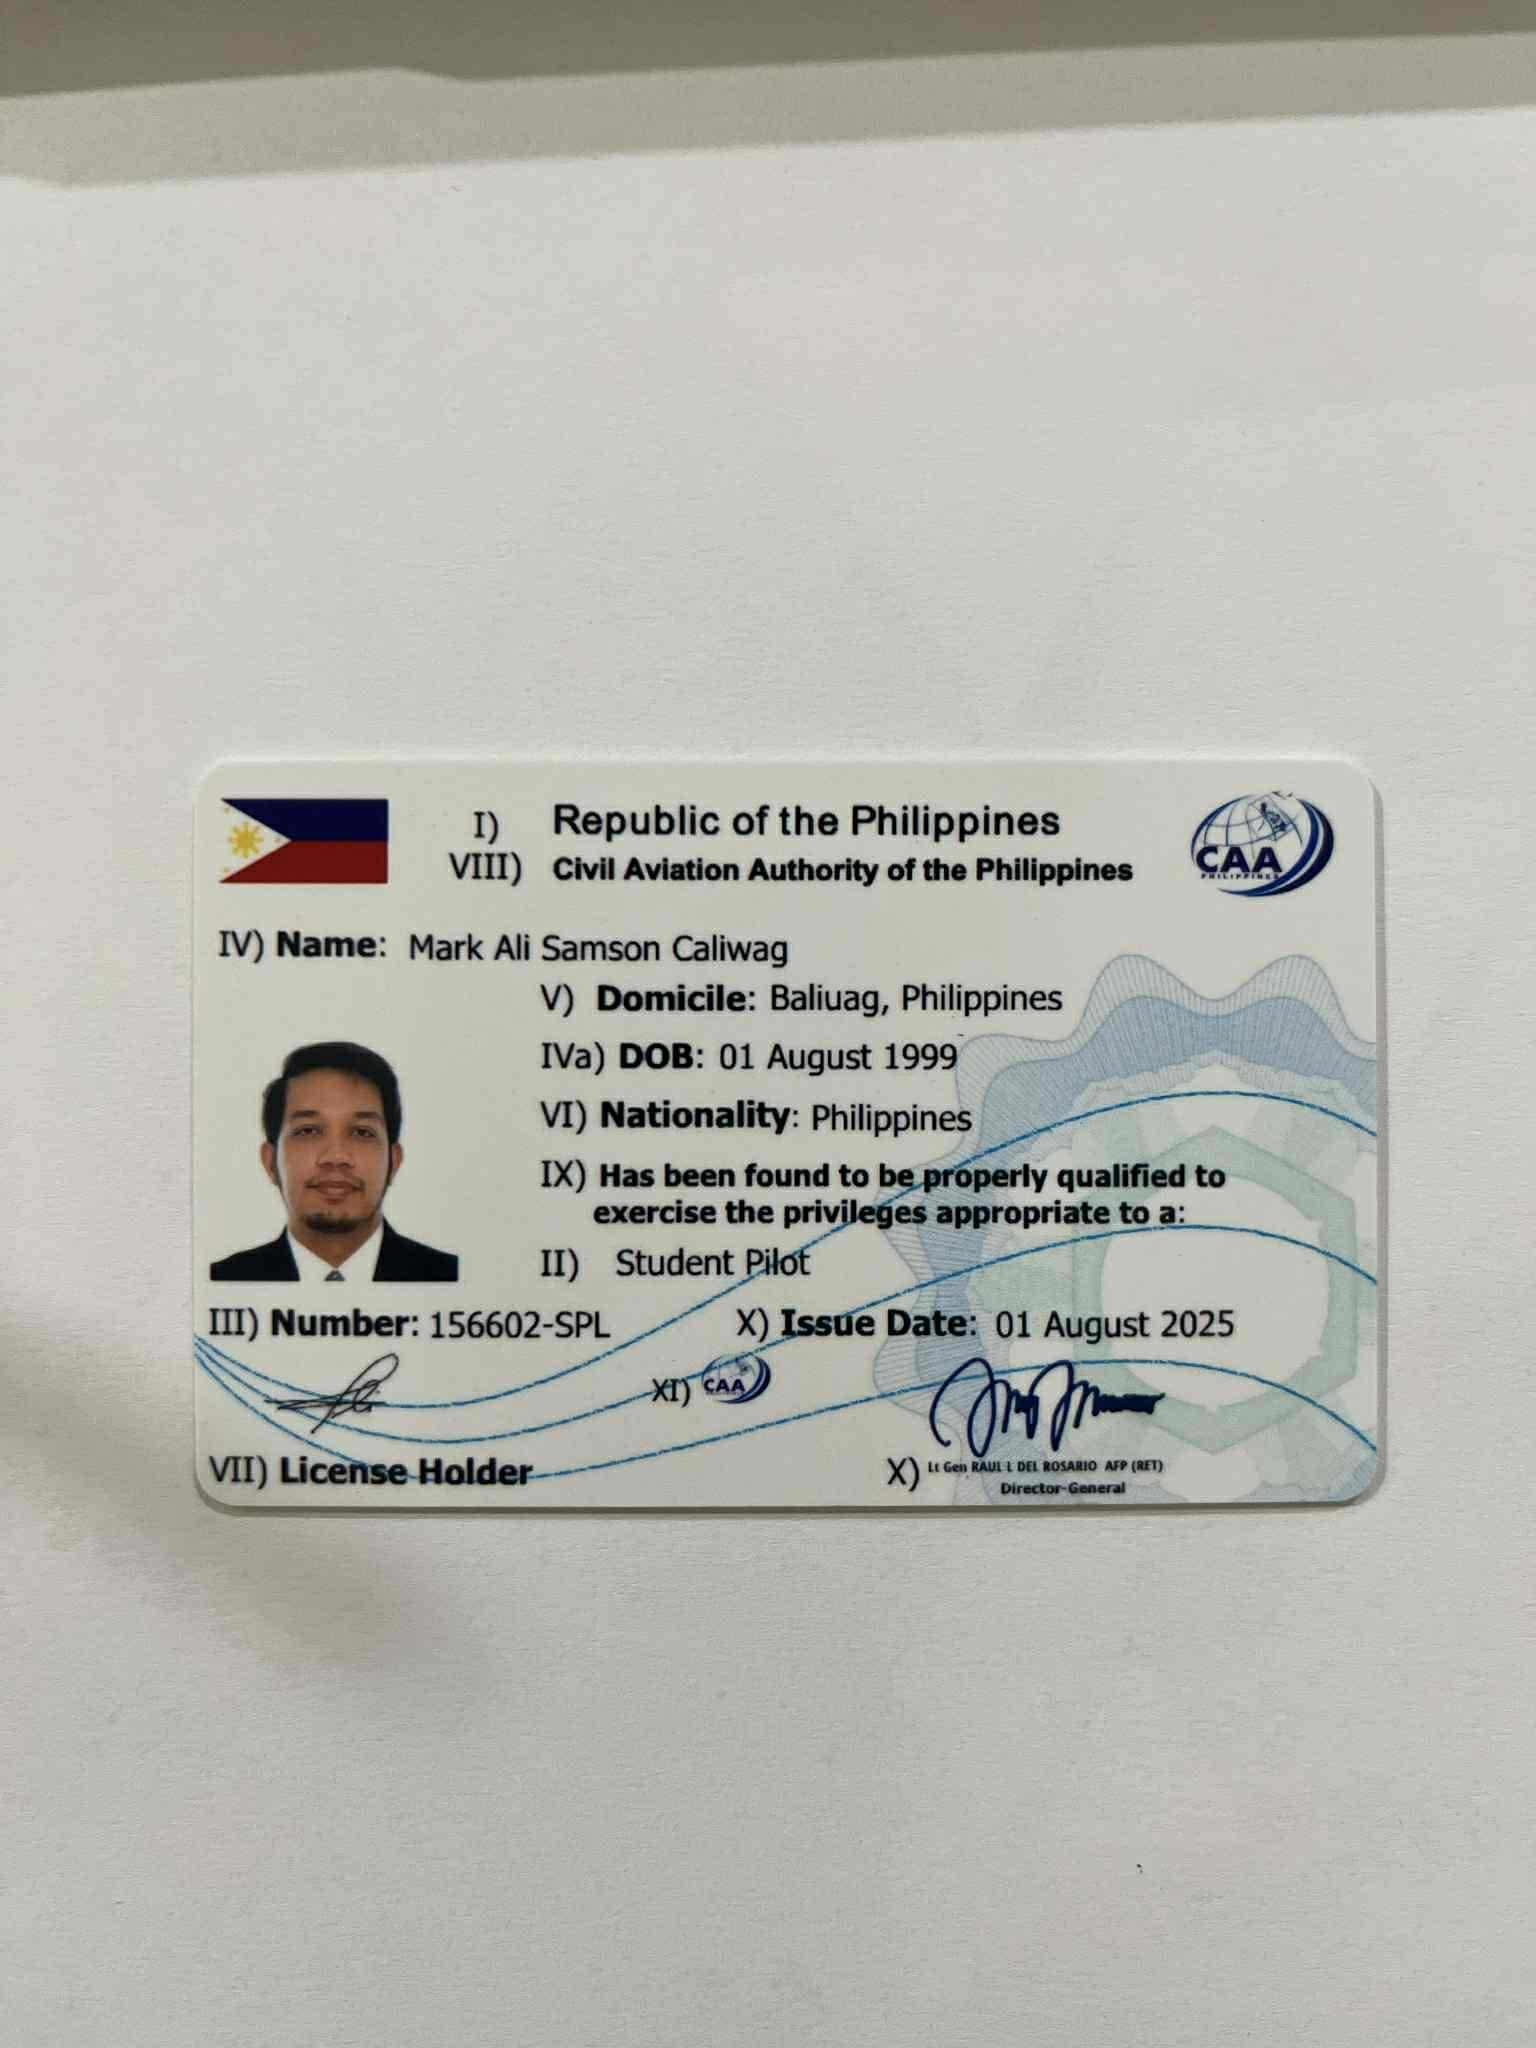 I) Republic of the Philippines
VIII) Civil Aviation Authority of the Philippines
CAA
PHILIPPINES
IV) Name: Mark Ali Samson Caliwag
V) Domicile: Baliuag, Philippines
IVa) DOB: 01 August 1999
VI) Nationality: Philippines
IX) Has been found to be properly qualified to
exercise the privileges appropriate to a:
II) Student Pilot
III) Number: 156602-SPL X) Issue Date: 01 August 2025
XI) CAA
VII) License Holder
X) Lt Gen RAUL L DEL ROSARIO AFP (RET)
Director-General